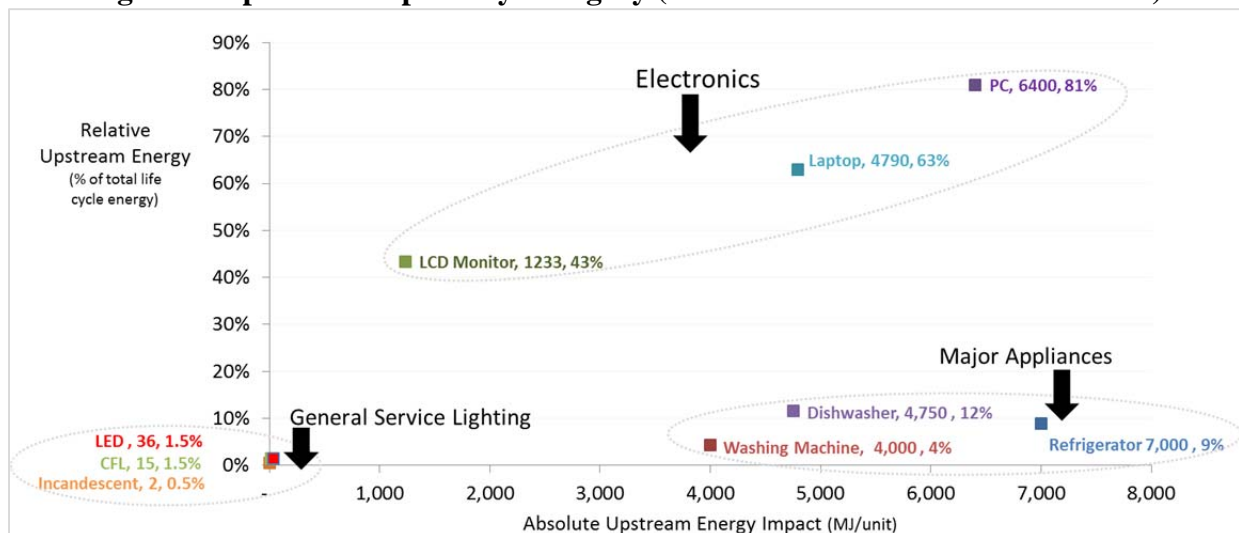 90%
80%
70%
60%
50%
40%
30%
20%
10%
0%
Relative
Upstream Energy
(% of total life
cycle energy)
Electronics
PC, 6400, 81%
Laptop, 4790, 63%
LCD Monitor, 1233, 43%
Major Appliances
General Service Lighting
Dishwasher, 4,750 , 12%
Washing Machine, 4,000 , 4%
Refrigerator 7,000 , 9%
LED , 36, 1.5%
CFL, 15, 1.5%
Incandescent, 2, 0.5%
- 1,000 2,000 3,000 4,000 5,000 6,000 7,000 8,000
Absolute Upstream Energy Impact (MJ/unit)